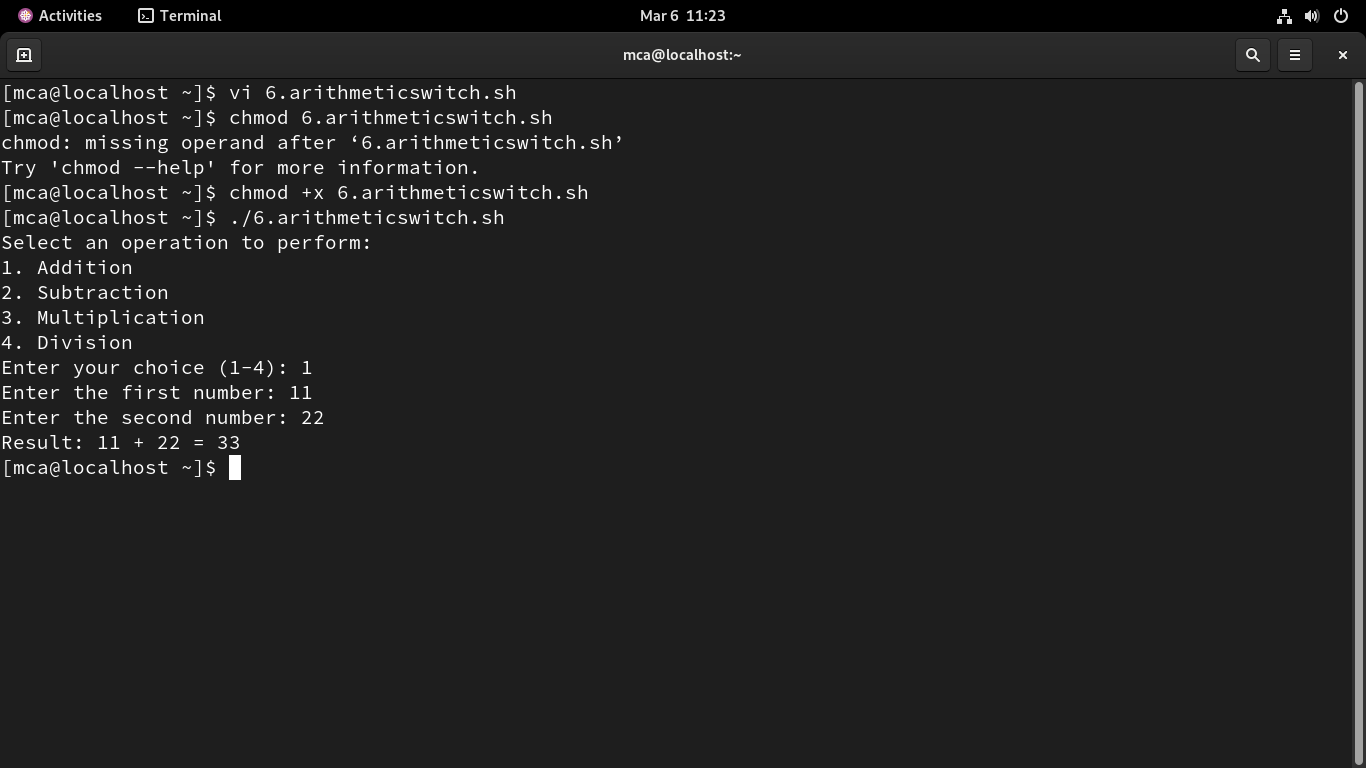 Activities Terminal Mar 6 11:23
mca@localhost:~
[mca@localhost ~]$ vi 6.arithmeticswitch.sh
[mca@localhost ~]$ chmod 6.arithmeticswitch.sh
chmod: missing operand after ‘6.arithmeticswitch.sh’
Try 'chmod --help' for more information.
[mca@localhost ~]$ chmod +x 6.arithmeticswitch.sh
[mca@localhost ~]$ ./6.arithmeticswitch.sh
Select an operation to perform:
1. Addition
2. Subtraction
3. Multiplication
4. Division
Enter your choice (1-4): 1
Enter the first number: 11
Enter the second number: 22
Result: 11 + 22 = 33
[mca@localhost ~]$